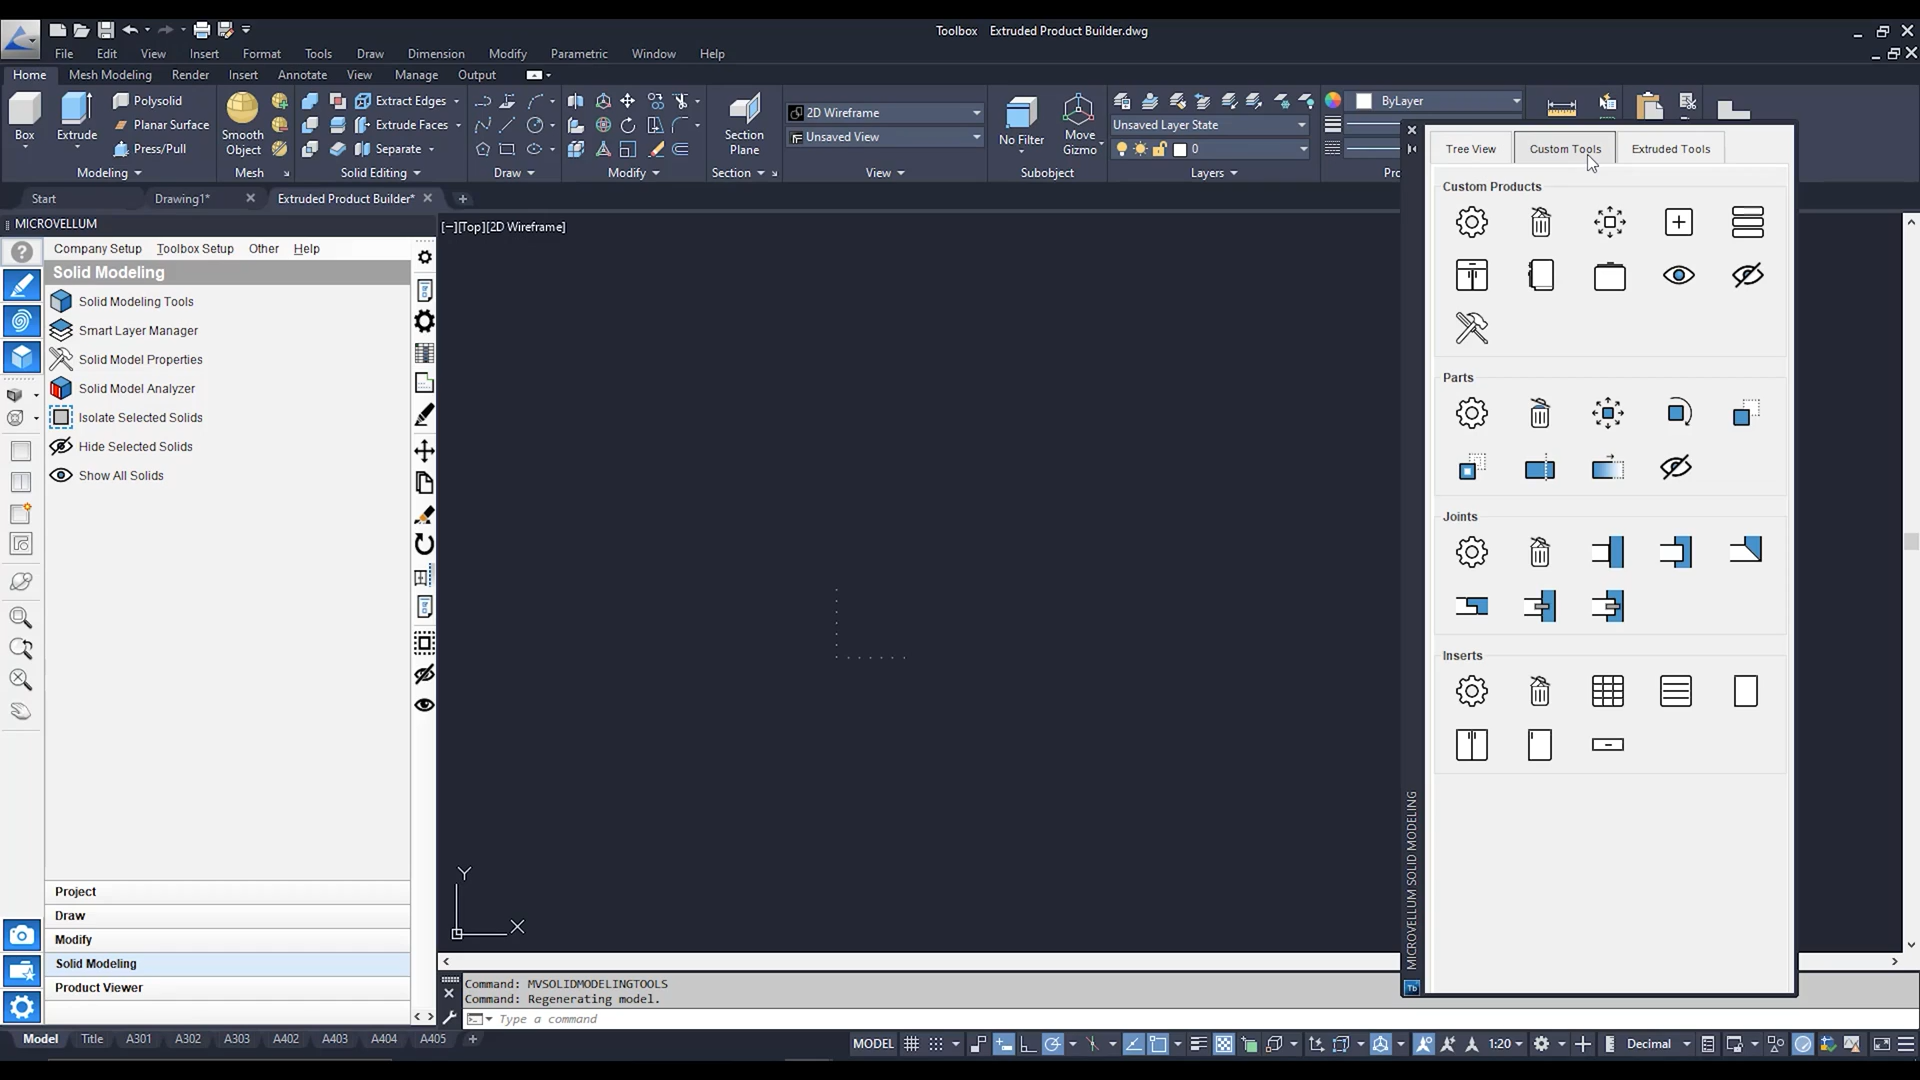 Toolbox Extruded Product Builder.dwg
File Edit View Insert Format Tools Draw Dimension Modify Parametric Window Help
Home Mesh Modeling Render Insert Annotate View Manage Output
Box
Extrude
Polysolid
Planar Surface
Press/Pull
Modeling
Smooth
Object
Mesh
Extract Edges
Extrude Faces
Separate
Solid Editing
Draw
Modify
Section
Plane
Section
2D Wireframe
Unsaved View
View
No Filter
Move
Gizmo
Subobject
Unsaved Layer State
0
Layers
ByLayer
Start
Drawing1*
Extruded Product Builder*
MICROVELLUM
Company Setup Toolbox Setup Other Help
Solid Modeling
Solid Modeling Tools
Smart Layer Manager
Solid Model Properties
Solid Model Analyzer
Isolate Selected Solids
Hide Selected Solids
Show All Solids
Project
Draw
Modify
Solid Modeling
Product Viewer
[−][Top][2D Wireframe]
Y
X
Tree View
Custom Tools
Extruded Tools
Custom Products
Parts
Joints
Inserts
MICROVELLUM SOLID MODELING
Tb
Command: MVSOLIDMODELINGTOOLS
Command: Regenerating model.
Type a command
Model Title A301 A302 A303 A402 A403 A404 A405
MODEL
1:20
Decimal